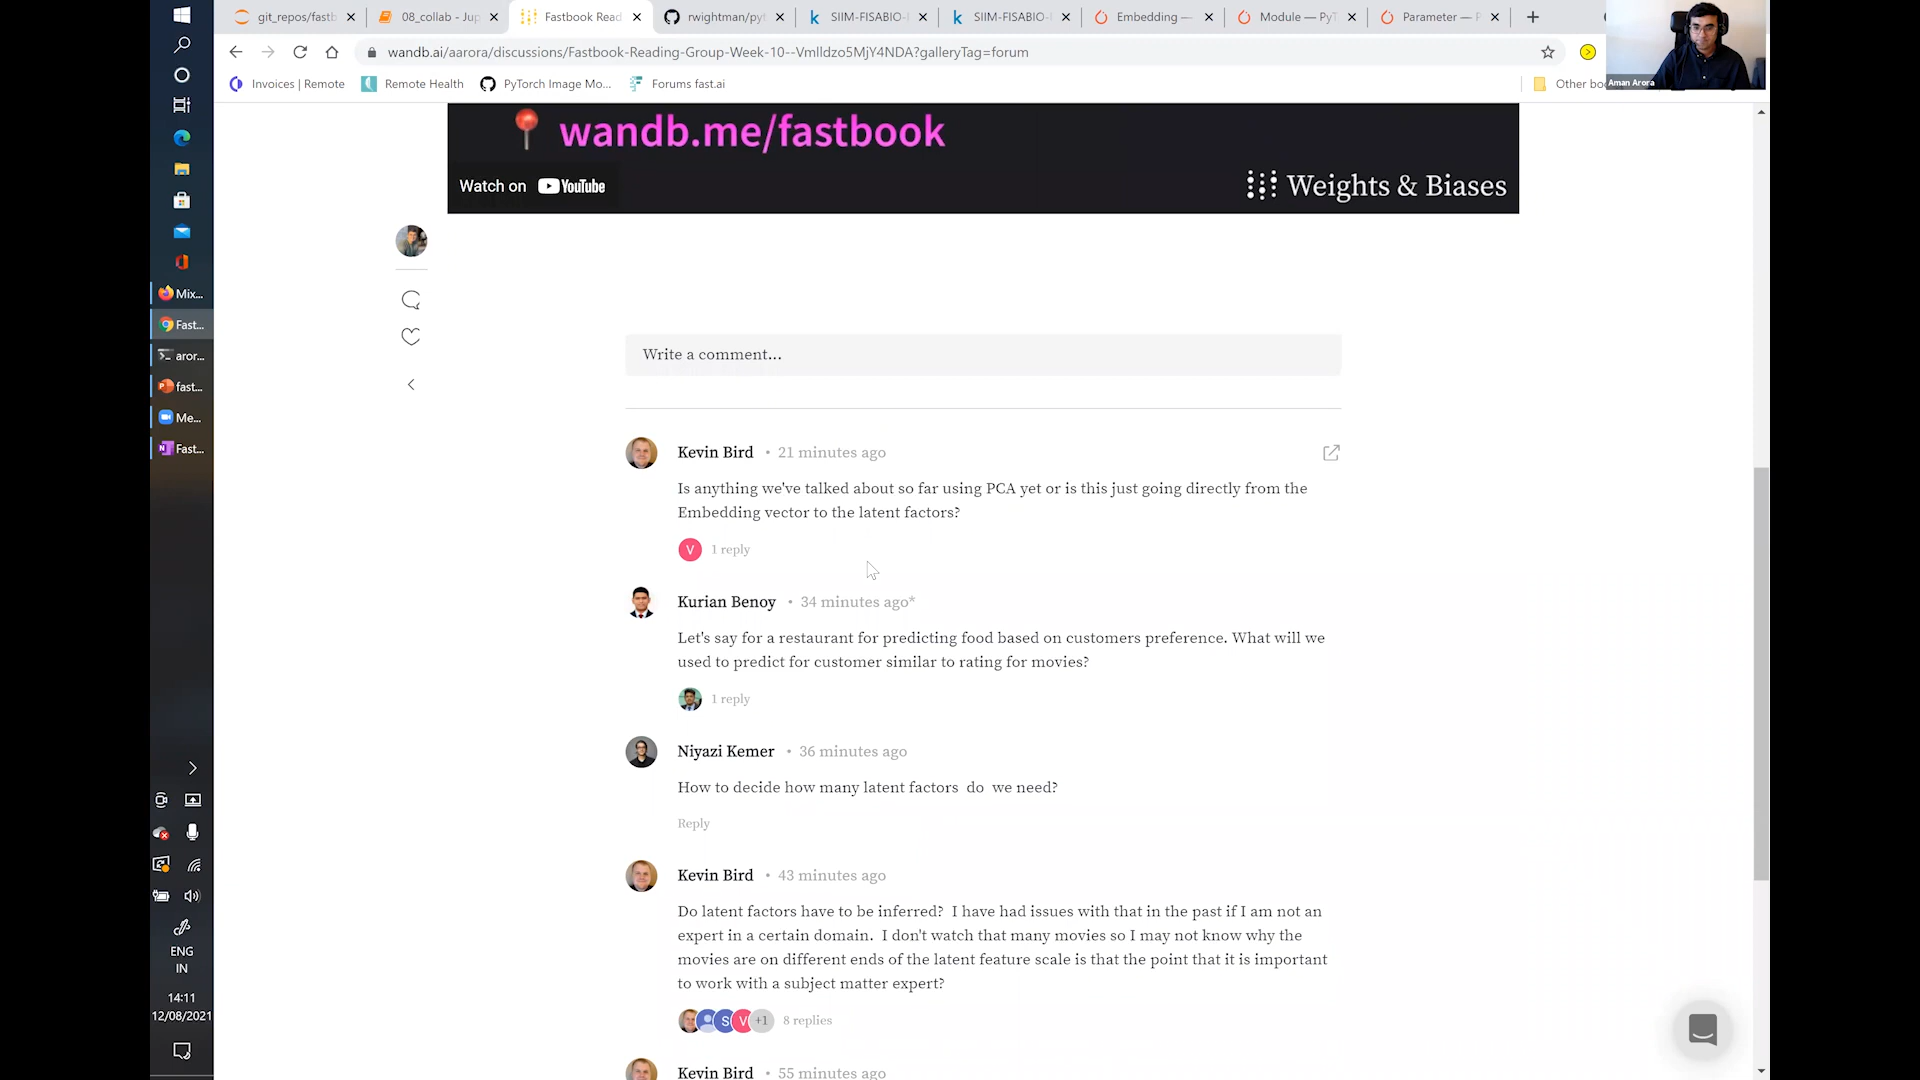 git_repos/fastb
08_collab - Jup
Fastbook Read
rwightman/pyt
SIIM-FISABIO-
SIIM-FISABIO-
Embedding —
Module — PyT
Parameter — P
wandb.ai/aarora/discussions/Fastbook-Reading-Group-Week-10--Vmlldzo5MjY4NDA?galleryTag=forum
Invoices | Remote
Remote Health
PyTorch Image Mo...
Forums fast.ai
Other bo
Aman Arora
wandb.me/fastbook
Watch on YouTube
Weights & Biases
Write a comment...
Kevin Bird • 21 minutes ago
Is anything we've talked about so far using PCA yet or is this just going directly from the
Embedding vector to the latent factors?
V 1 reply
Kurian Benoy • 34 minutes ago*
Let's say for a restaurant for predicting food based on customers preference. What will we
used to predict for customer similar to rating for movies?
1 reply
Niyazi Kemer • 36 minutes ago
How to decide how many latent factors do we need?
Reply
Kevin Bird • 43 minutes ago
Do latent factors have to be inferred? I have had issues with that in the past if I am not an
expert in a certain domain. I don't watch that many movies so I may not know why the
movies are on different ends of the latent feature scale is that the point that it is important
to work with a subject matter expert?
S V +1 8 replies
Kevin Bird • 55 minutes ago
Mix...
Fast...
aror...
fast...
Me...
Fast...
ENG
IN
14:11
12/08/2021